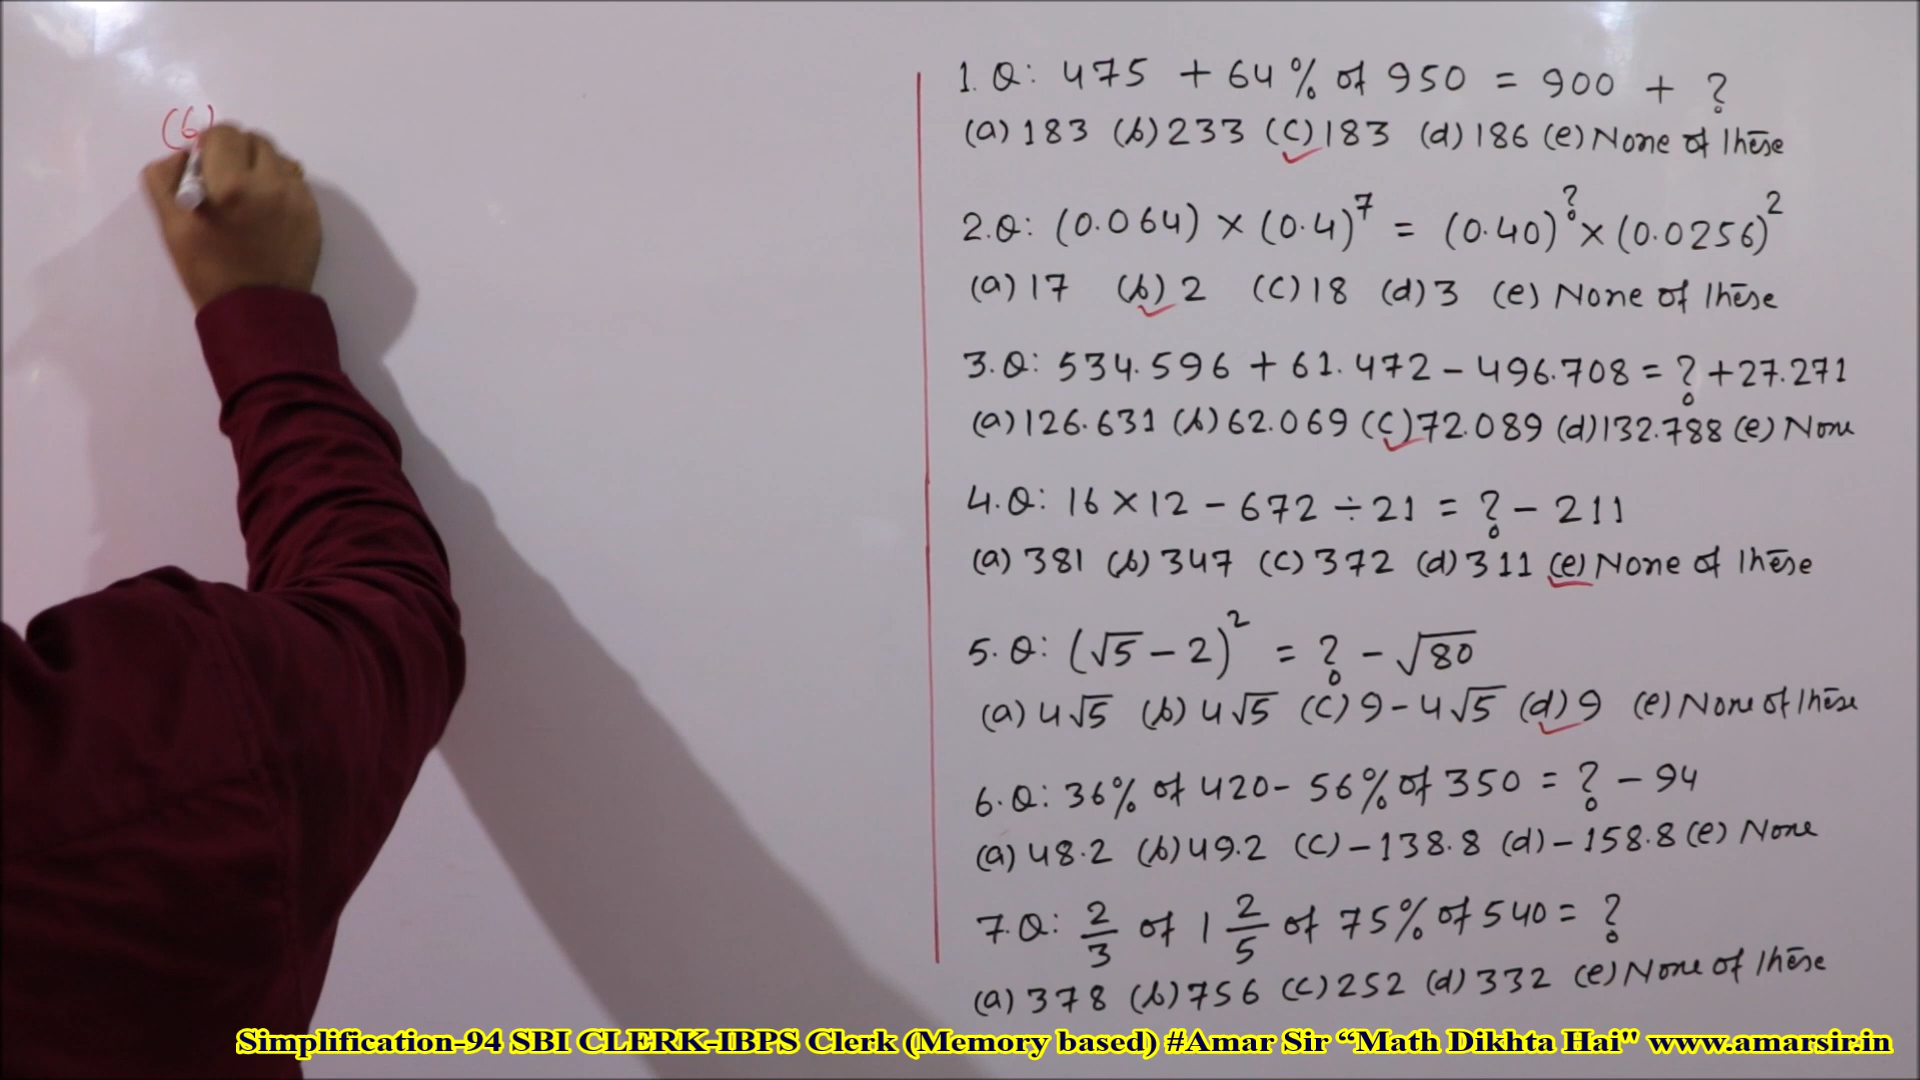 (6)
1. Q: 475 + 64% of 950 = 900 + ?
(a) 183 (b) 233 (c) 183 (d) 186 (e) None of these
2. Q: (0.064) × (0.4)^7 = (0.40)^? × (0.0256)^2
(a) 17 (b) 2 (c) 18 (d) 3 (e) None of these
3. Q: 534.596 + 61.472 - 496.708 = ? + 27.271
(a) 126.631 (b) 62.069 (c) 72.089 (d) 132.788 (e) None
4. Q: 16 × 12 - 672 ÷ 21 = ? - 211
(a) 381 (b) 347 (c) 372 (d) 311 (e) None of these
5. Q: (√5 - 2)^2 = ? - √80
(a) 4√5 (b) 4√5 (c) 9 - 4√5 (d) 9 (e) None of these
6. Q: 36% of 420 - 56% of 350 = ? - 94
(a) 48.2 (b) 49.2 (c) -138.8 (d) -158.8 (e) None
7. Q: 2/3 of 1 2/5 of 75% of 540 = ?
(a) 378 (b) 756 (c) 252 (d) 332 (e) None of these
Simplification-94 SBI CLERK-IBPS Clerk (Memory based) #Amar Sir “Math Dikhta Hai" www.amarsir.in